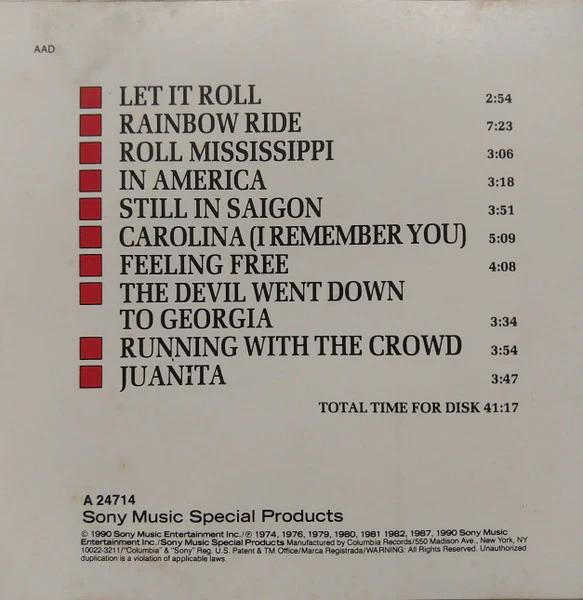 AAD
LET IT ROLL 2:54
RAINBOW RIDE 7:23
ROLL MISSISSIPPI 3:06
IN AMERICA 3:18
STILL IN SAIGON 3:51
CAROLINA (I REMEMBER YOU) 5:09
FEELING FREE 4:08
THE DEVIL WENT DOWN
TO GEORGIA 3:34
RUNNING WITH THE CROWD 3:54
JUANITA 3:47
TOTAL TIME FOR DISK 41:17
A 24714
Sony Music Special Products
© 1990 Sony Music Entertainment Inc./℗ 1974, 1976, 1979, 1980, 1981 1982, 1987, 1990 Sony Music
Entertainment Inc./Sony Music Special Products Manufactured by Columbia Records/550 Madison Ave., New York, NY
10022-3211/"Columbia" & "Sony" Reg. U.S. Patent & TM Office/Marca Registrada/WARNING: All Rights Reserved. Unauthorized
duplication is a violation of applicable laws.